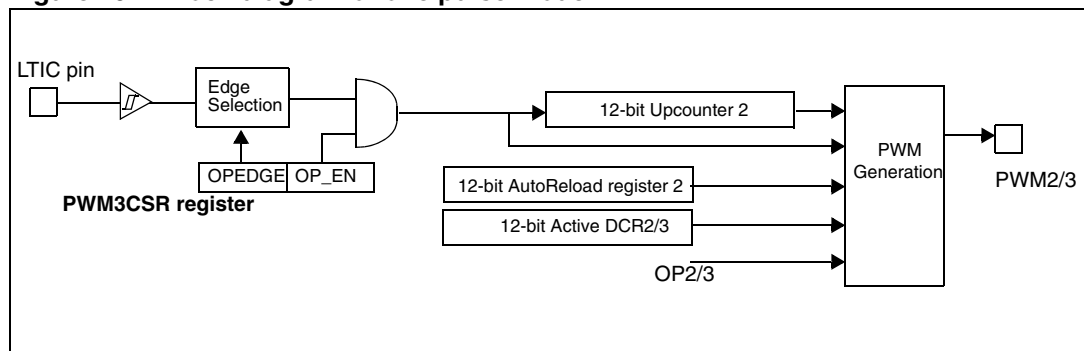 LTIC pin
Edge
Selection
12-bit Upcounter 2
PWM
Generation
OPEDGE OP_EN
12-bit AutoReload register 2
PWM2/3
PWM3CSR register
12-bit Active DCR2/3
OP2/3